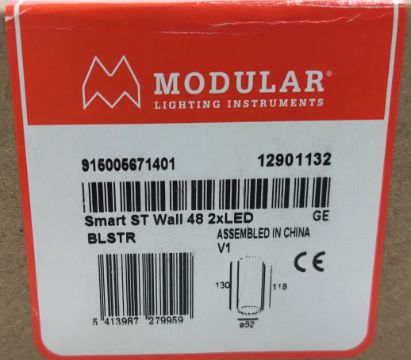 MODULAR®
LIGHTING INSTRUMENTS
915005671401 12901132
Smart ST Wall 48 2xLED GE
BLSTR ASSEMBLED IN CHINA
V1
CE
130 118
ø52
5 413987 279959